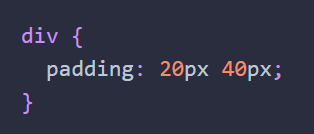 div {
  padding: 20px 40px;
}